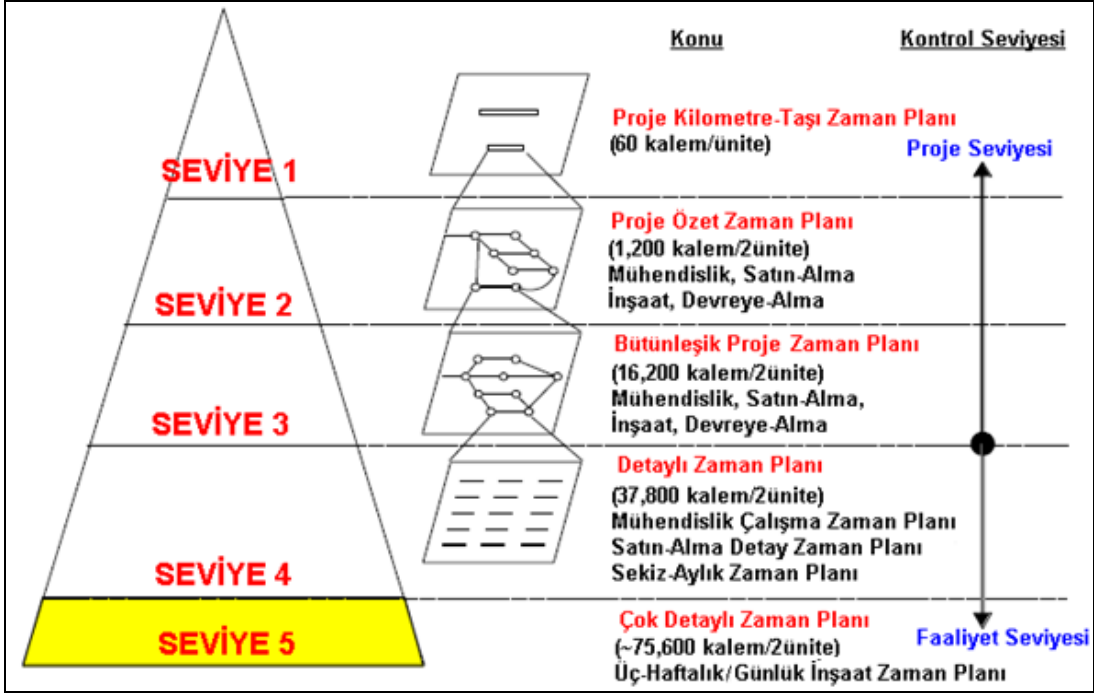 Konu
Kontrol Seviyesi
Proje Kilometre-Taşı Zaman Planı
(60 kalem/ünite)
Proje Seviyesi
SEVİYE 1
Proje Özet Zaman Planı
(1,200 kalem/2ünite)
Mühendislik, Satın-Alma
İnşaat, Devreye-Alma
SEVİYE 2
Bütünleşik Proje Zaman Planı
(16,200 kalem/2ünite)
Mühendislik, Satın-Alma,
İnşaat, Devreye-Alma
SEVİYE 3
Detaylı Zaman Planı
(37,800 kalem/2ünite)
Mühendislik Çalışma Zaman Planı
Satın-Alma Detay Zaman Planı
Sekiz-Aylık Zaman Planı
SEVİYE 4
Çok Detaylı Zaman Planı
(~75,600 kalem/2ünite)
Üç-Haftalık/Günlük İnşaat Zaman Planı
Faaliyet Seviyesi
SEVİYE 5